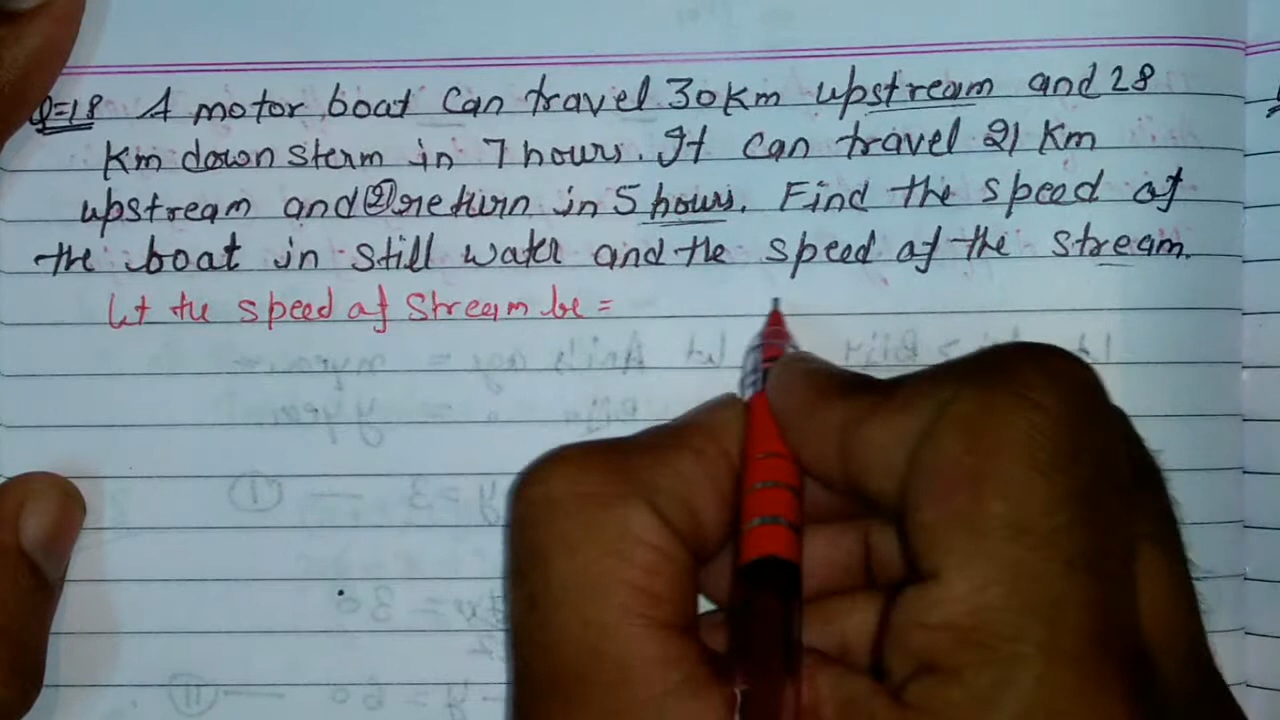 Q=18 A motor boat can travel 30 Km upstream and 28
Km down sterm in 7 hours. It can travel 21 Km
upstream and return in 5 hours. Find the speed of
the boat in still water and the speed of the stream.
let the speed of stream be =